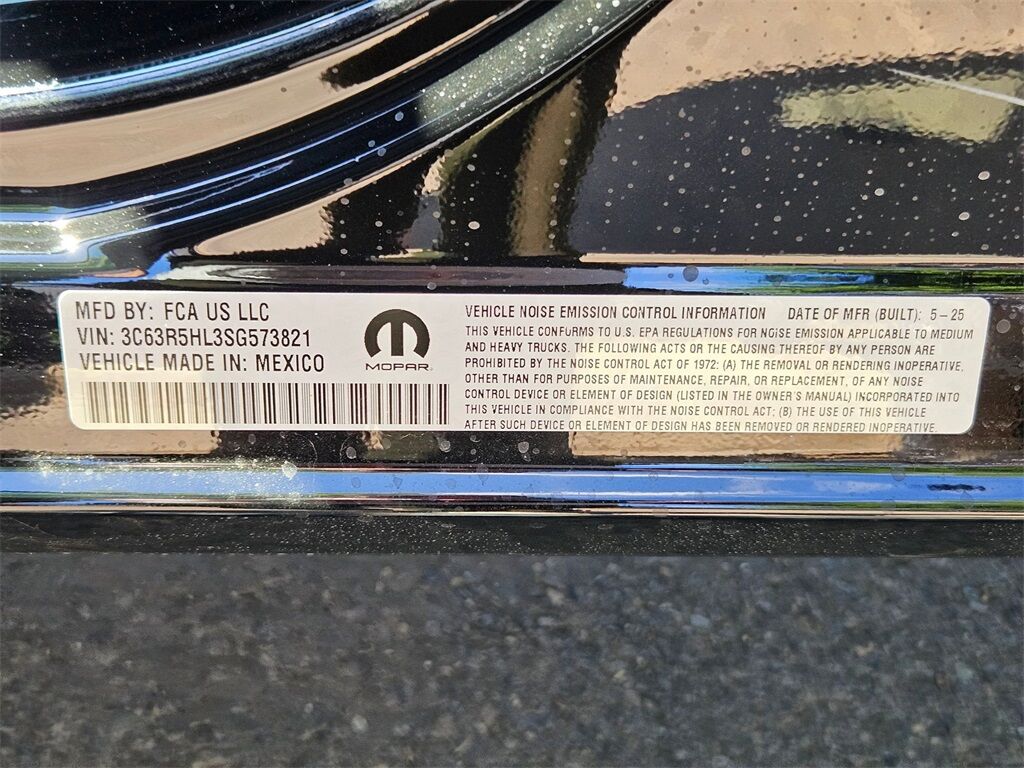 MFD BY: FCA US LLC
VIN: 3C63R5HL3SG573821
VEHICLE MADE IN: MEXICO
MOPAR
VEHICLE NOISE EMISSION CONTROL INFORMATION DATE OF MFR (BUILT): 5-25
THIS VEHICLE CONFORMS TO U.S. EPA REGULATIONS FOR NOISE EMISSION APPLICABLE TO MEDIUM
AND HEAVY TRUCKS. THE FOLLOWING ACTS OR THE CAUSING THEREOF BY ANY PERSON ARE
PROHIBITED BY THE NOISE CONTROL ACT OF 1972: (A) THE REMOVAL OR RENDERING INOPERATIVE,
OTHER THAN FOR PURPOSES OF MAINTENANCE, REPAIR, OR REPLACEMENT, OF ANY NOISE
CONTROL DEVICE OR ELEMENT OF DESIGN (LISTED IN THE OWNER'S MANUAL) INCORPORATED INTO
THIS VEHICLE IN COMPLIANCE WITH THE NOISE CONTROL ACT; (B) THE USE OF THIS VEHICLE
AFTER SUCH DEVICE OR ELEMENT OF DESIGN HAS BEEN REMOVED OR RENDERED INOPERATIVE.